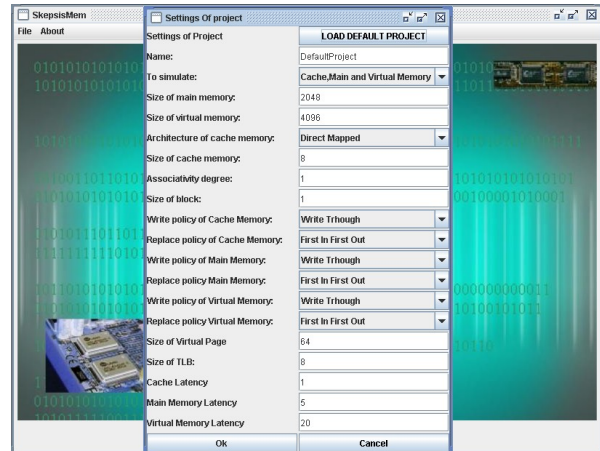 SkepsisMem
File About
Settings Of project
Settings of Project LOAD DEFAULT PROJECT
Name: DefaultProject
To simulate: Cache,Main and Virtual Memory
Size of main memory: 2048
Size of virtual memory: 4096
Architecture of cache memory: Direct Mapped
Size of cache memory: 8
Associativity degree: 1
Size of block: 1
Write policy of Cache Memory: Write Trhough
Replace policy of Cache Memory: First In First Out
Write policy of Main Memory: Write Trhough
Replace policy Main Memory: First In First Out
Write policy of Virtual Memory: Write Trhough
Replace policy Virtual Memory: First In First Out
Size of Virtual Page 64
Size of TLB: 8
Cache Latency 1
Main Memory Latency 5
Virtual Memory Latency 20
Ok Cancel